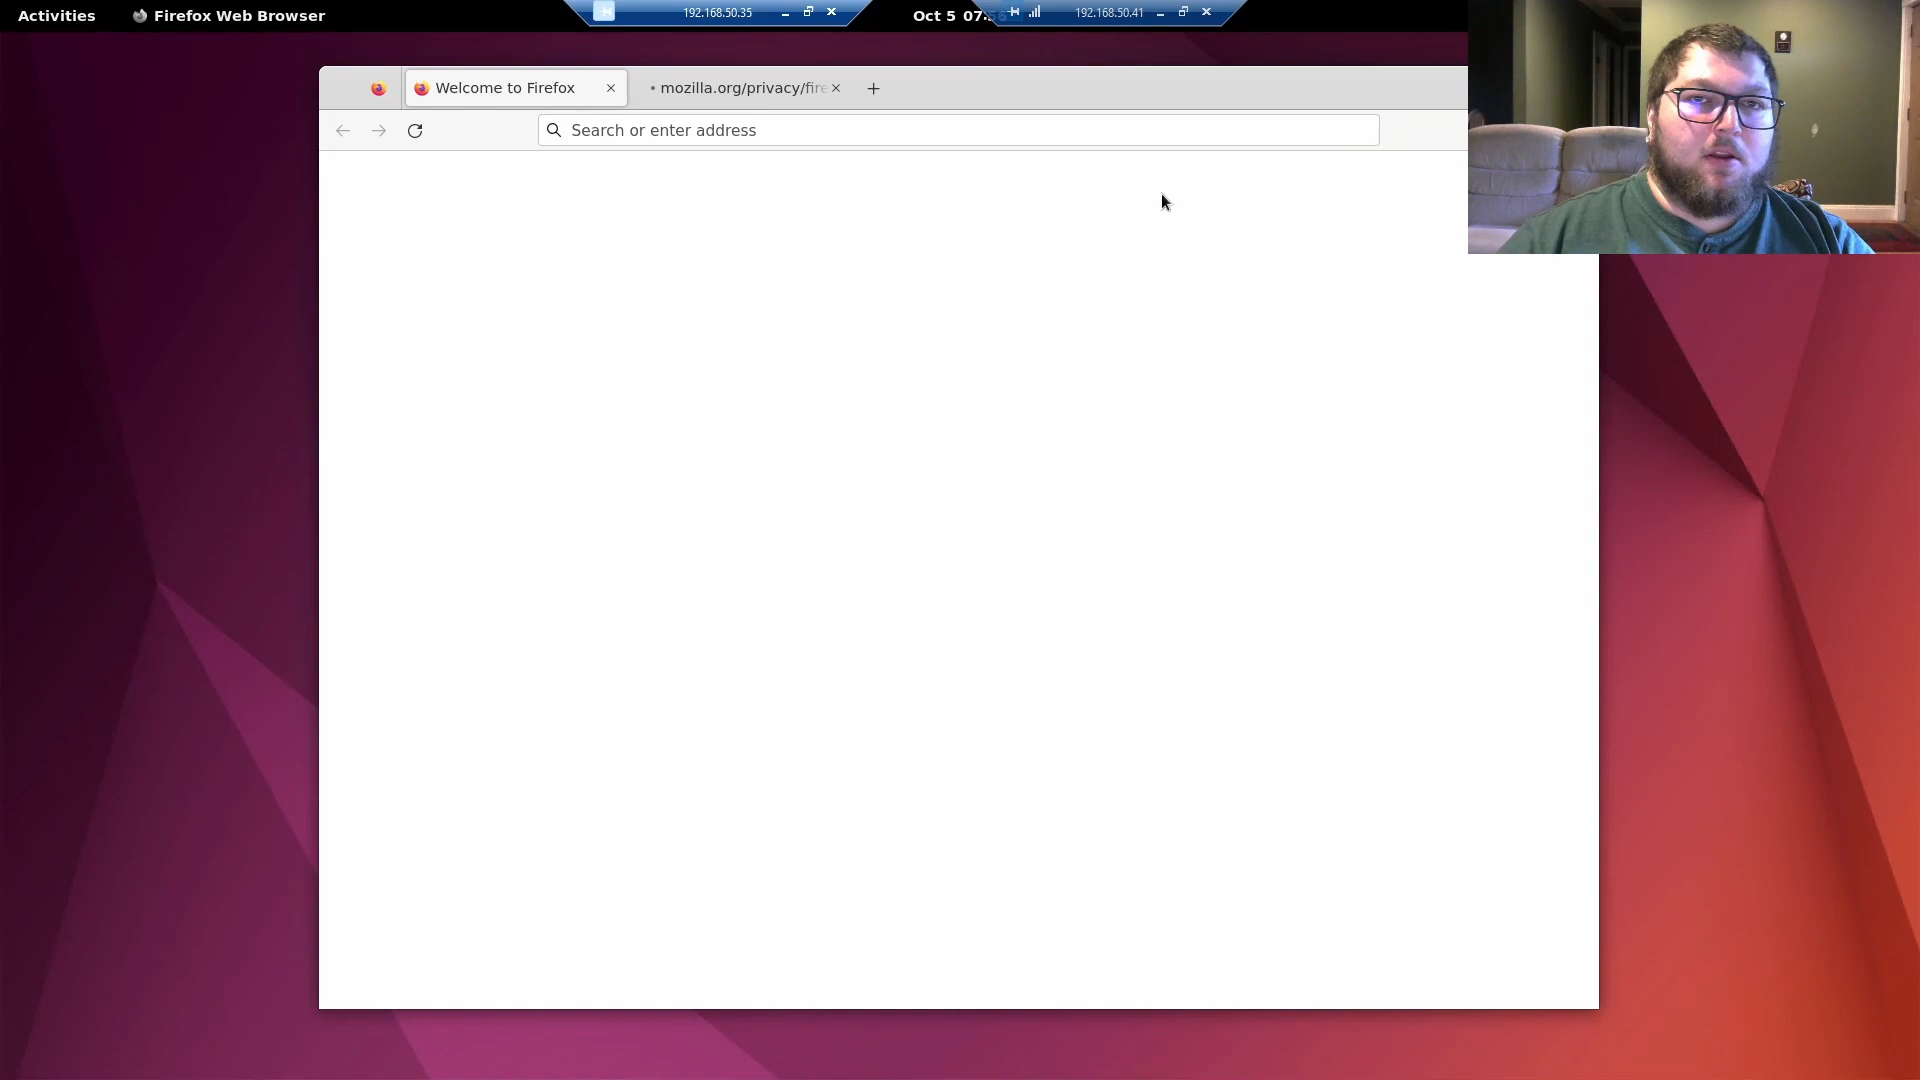 Activities
Firefox Web Browser
192.168.50.35
Oct 5 07:
192.168.50.41
Welcome to Firefox
mozilla.org/privacy/fire
Search or enter address